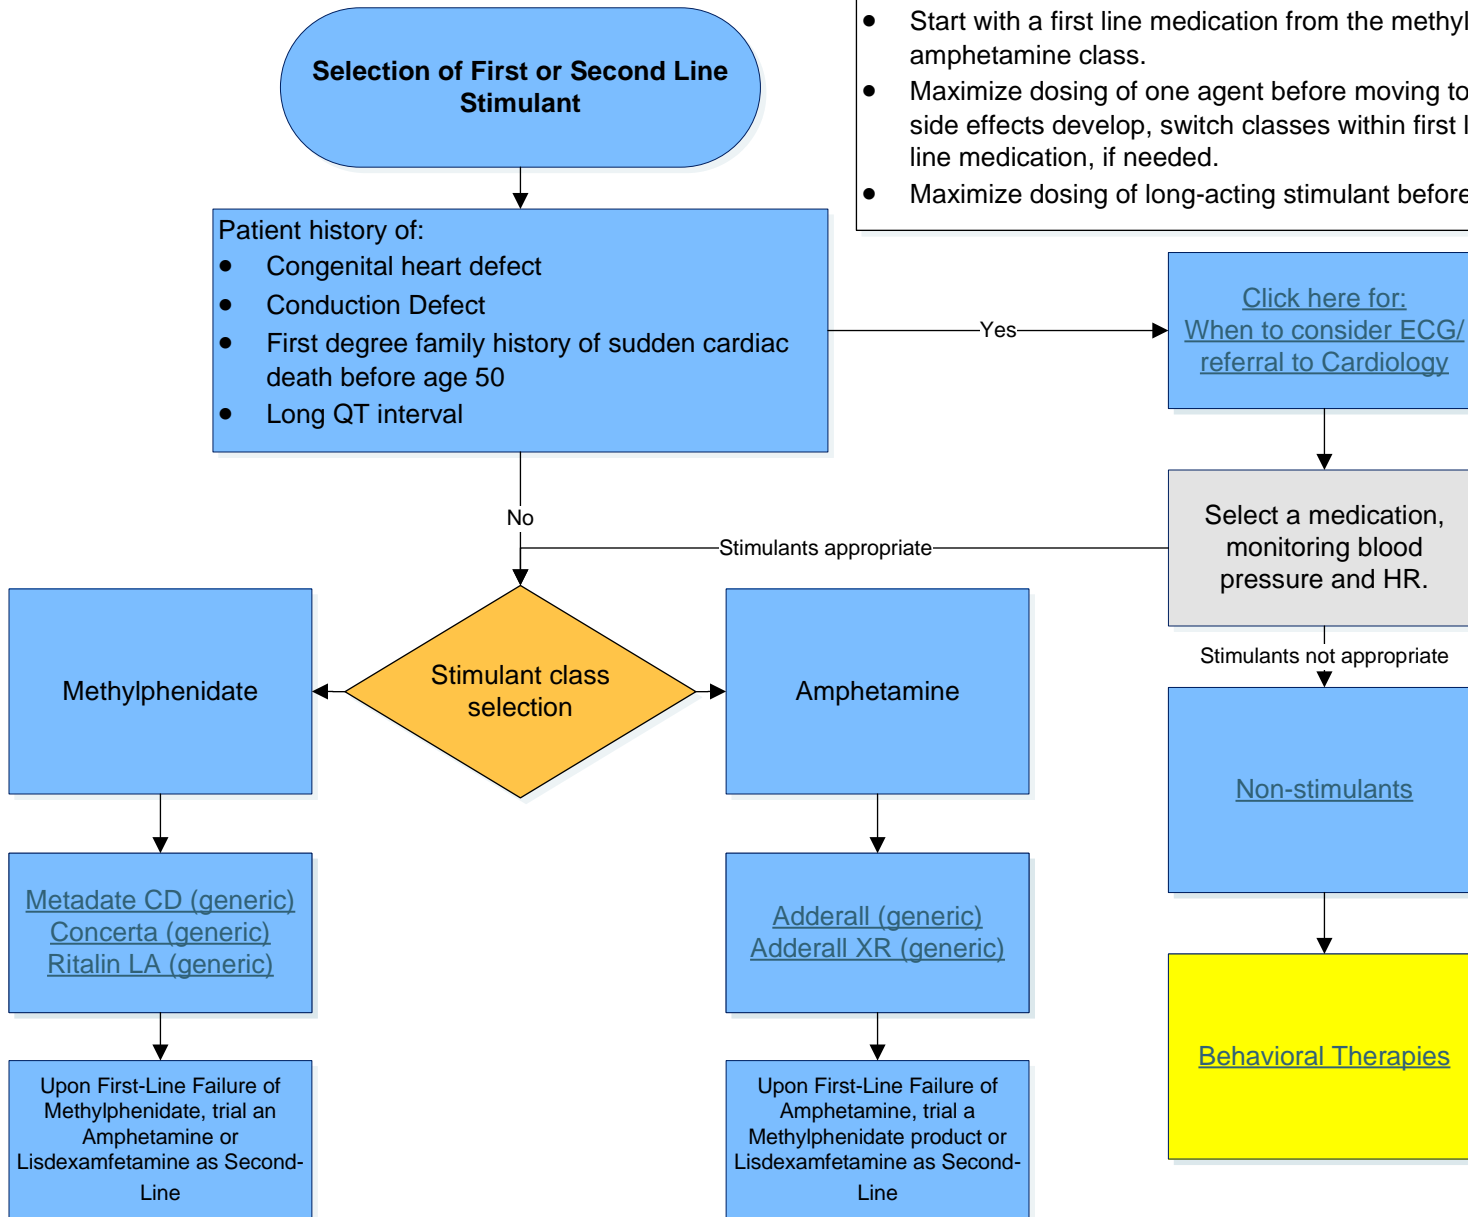 Selection of First or Second Line
Stimulant
• Start with a first line medication from the methyl
amphetamine class.
• Maximize dosing of one agent before moving to
side effects develop, switch classes within first l
line medication, if needed.
• Maximize dosing of long-acting stimulant before
Patient history of:
• Congenital heart defect
• Conduction Defect
• First degree family history of sudden cardiac
death before age 50
• Long QT interval
Yes
Click here for:
When to consider ECG/
referral to Cardiology
No
Stimulants appropriate
Select a medication,
monitoring blood
pressure and HR.
Stimulants not appropriate
Methylphenidate
Stimulant class
selection
Amphetamine
Non-stimulants
Metadate CD (generic)
Concerta (generic)
Ritalin LA (generic)
Adderall (generic)
Adderall XR (generic)
Behavioral Therapies
Upon First-Line Failure of
Methylphenidate, trial an
Amphetamine or
Lisdexamfetamine as Second-
Line
Upon First-Line Failure of
Amphetamine, trial a
Methylphenidate product or
Lisdexamfetamine as Second-
Line